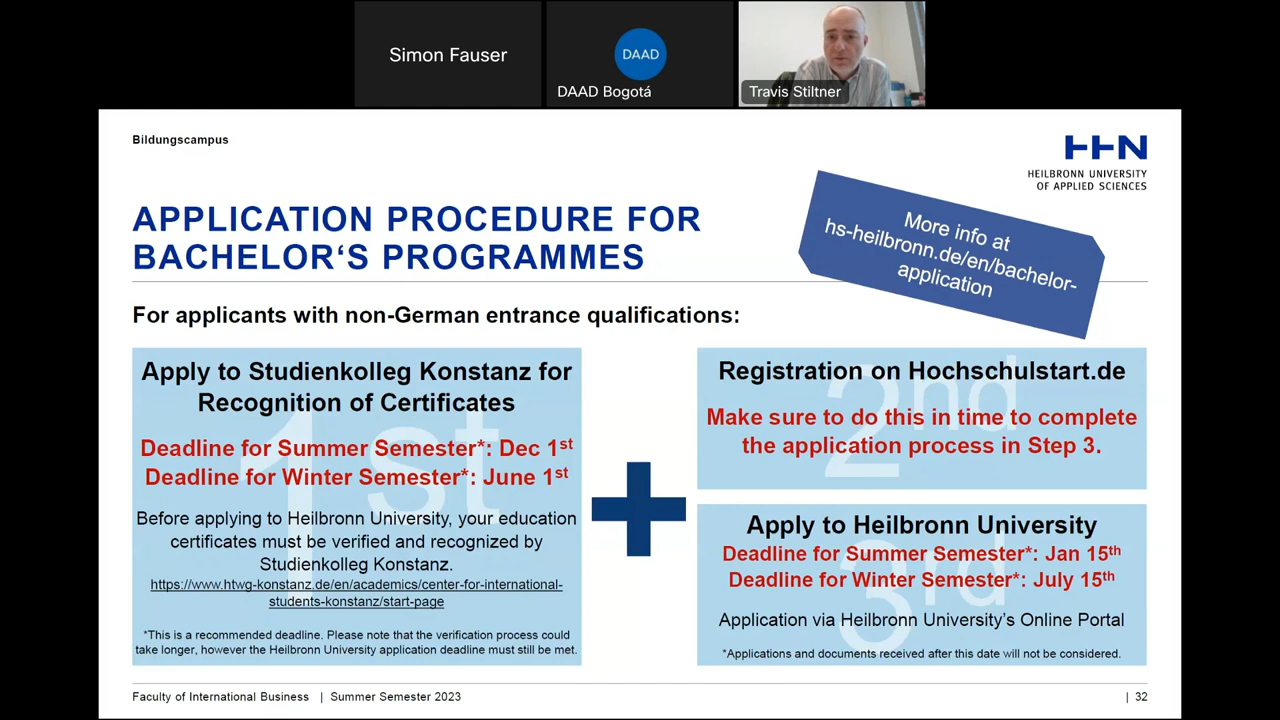 Simon Fauser
DAAD
DAAD Bogotá
Travis Stiltner
Bildungscampus
HHN
HEILBRONN UNIVERSITY
OF APPLIED SCIENCES
APPLICATION PROCEDURE FOR
BACHELOR‘S PROGRAMMES
More info at
hs-heilbronn.de/en/bachelor-
application
For applicants with non-German entrance qualifications:
1st
Apply to Studienkolleg Konstanz for
Recognition of Certificates
Deadline for Summer Semester*: Dec 1st
Deadline for Winter Semester*: June 1st
Before applying to Heilbronn University, your education
certificates must be verified and recognized by
Studienkolleg Konstanz.
https://www.htwg-konstanz.de/en/academics/center-for-international-
students-konstanz/start-page
*This is a recommended deadline. Please note that the verification process could
take longer, however the Heilbronn University application deadline must still be met.
2nd
Registration on Hochschulstart.de
Make sure to do this in time to complete
the application process in Step 3.
3rd
Apply to Heilbronn University
Deadline for Summer Semester*: Jan 15th
Deadline for Winter Semester*: July 15th
Application via Heilbronn University’s Online Portal
*Applications and documents received after this date will not be considered.
Faculty of International Business | Summer Semester 2023
| 32